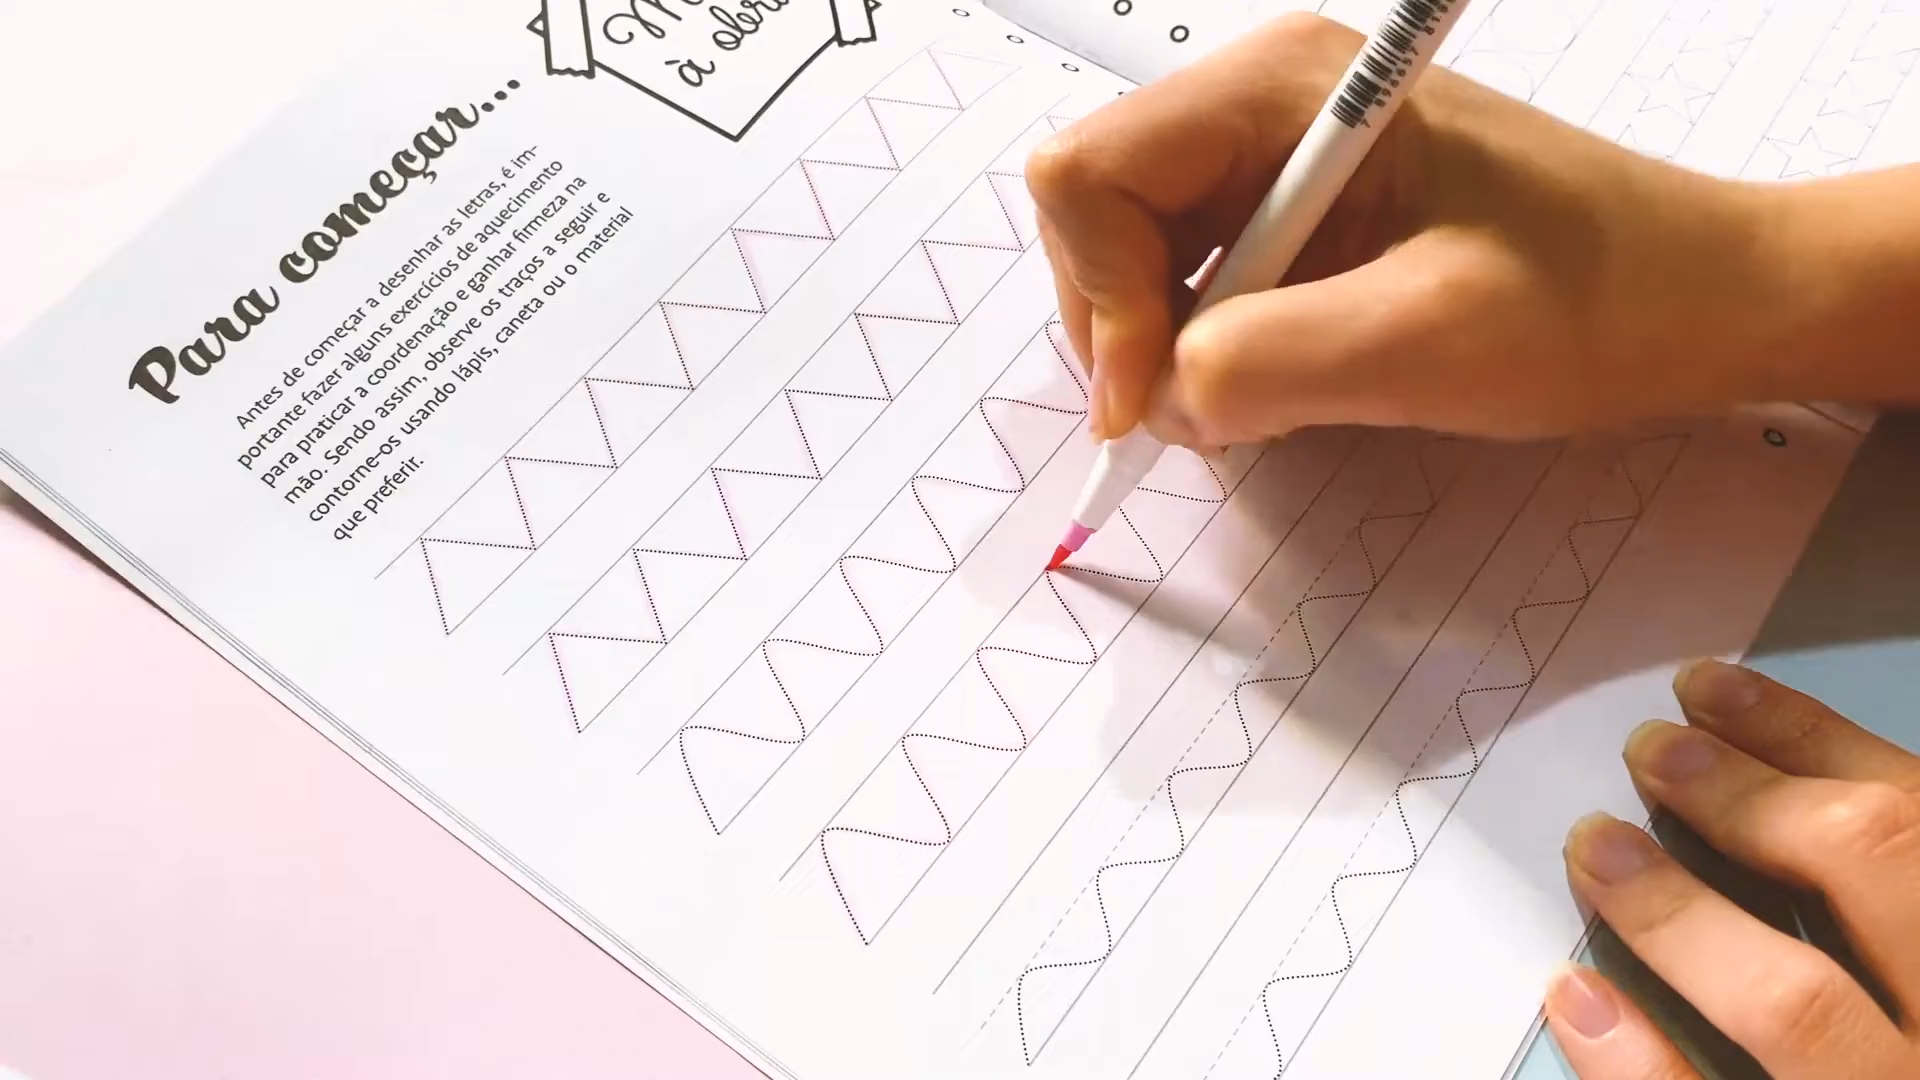 à
Para começar...
Antes de começar a desenhar as letras, é im-
portante fazer alguns exercícios de aquecimento
para praticar a coordenação e ganhar firmeza na
mão. Sendo assim, observe os traços a seguir e
contorne-os usando lápis, caneta ou o material
que preferir.